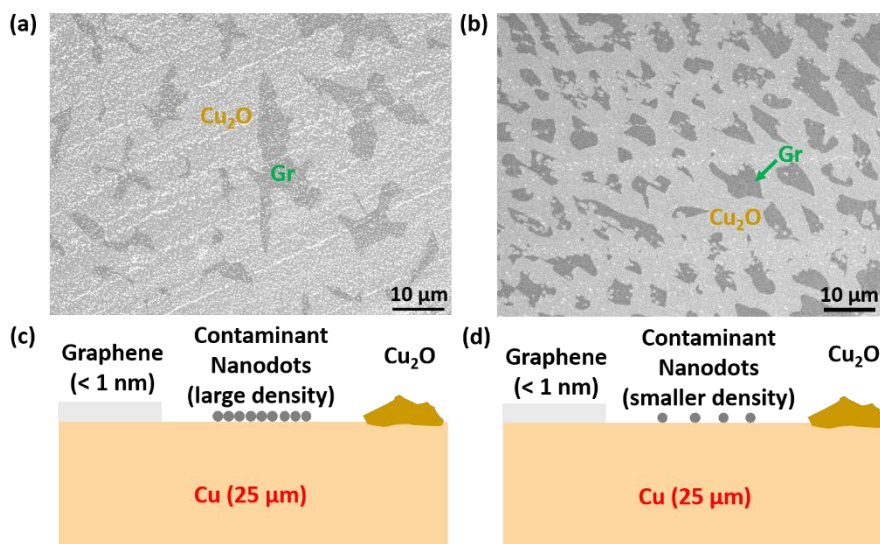 (a)
Cu₂O
Gr
10 µm
(b)
Gr
Cu₂O
10 µm
(c)
Graphene
(< 1 nm)
Contaminant
Nanodots
(large density)
Cu₂O
Cu (25 µm)
(d)
Graphene
(< 1 nm)
Contaminant
Nanodots
(smaller density)
Cu₂O
Cu (25 µm)